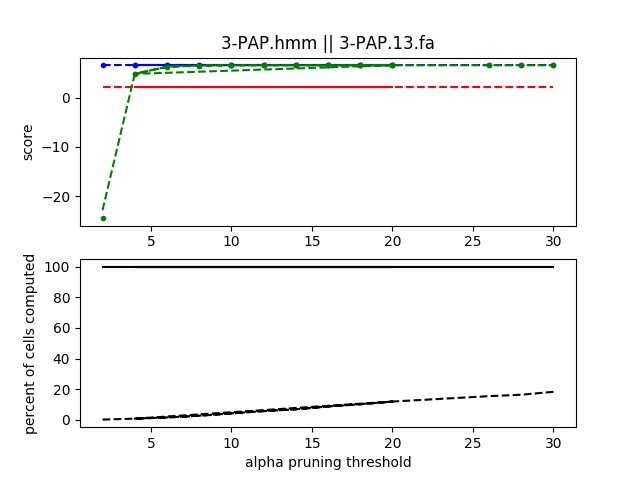 3-PAP.hmm || 3-PAP.13.fa
score
0
−10
−20
5 10 15 20 25 30
percent of cells computed
100
80
60
40
20
0
5 10 15 20 25 30
alpha pruning threshold